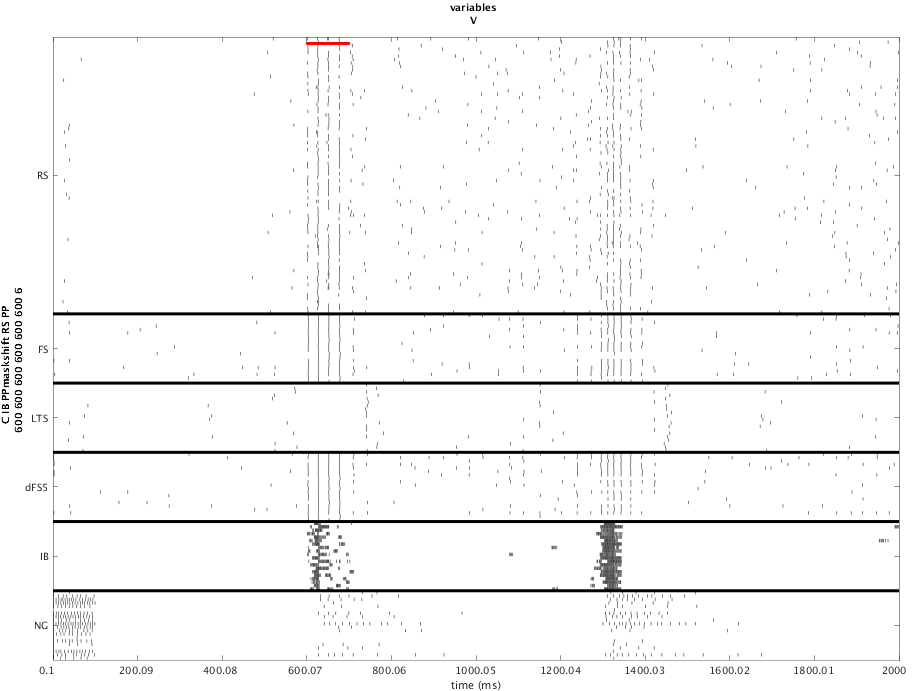 variables
V
C IB PPmaskshift RS PP
600 600 600 600 600 600 6
RS
FS
LTS
dFS5
IB
NG
0.1 200.09 400.08 600.07 800.06 1000.05 1200.04 1400.03 1600.02 1800.01 2000
time (ms)